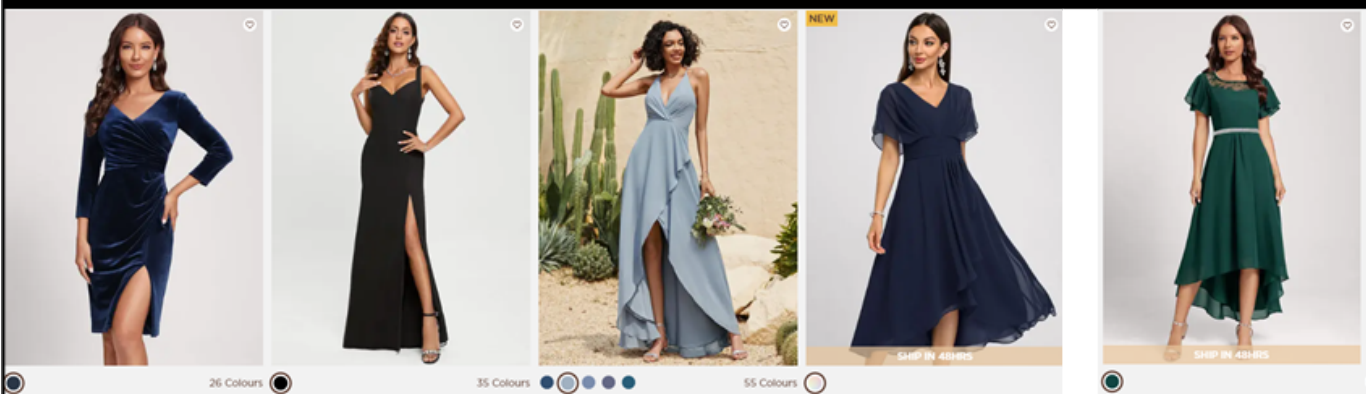 NEW
SHIP IN 48HRS
SHIP IN 48HRS
26 Colours
35 Colours
55 Colours